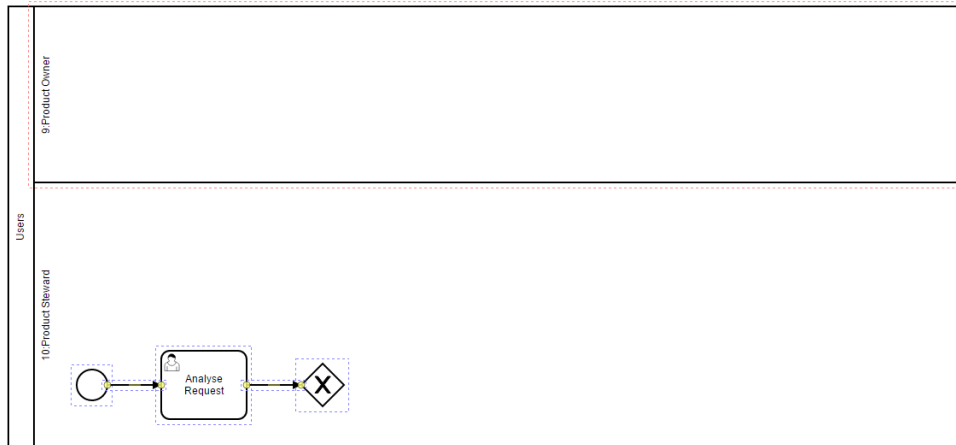 Users
9:Product Owner
10:Product Steward
Analyse
Request